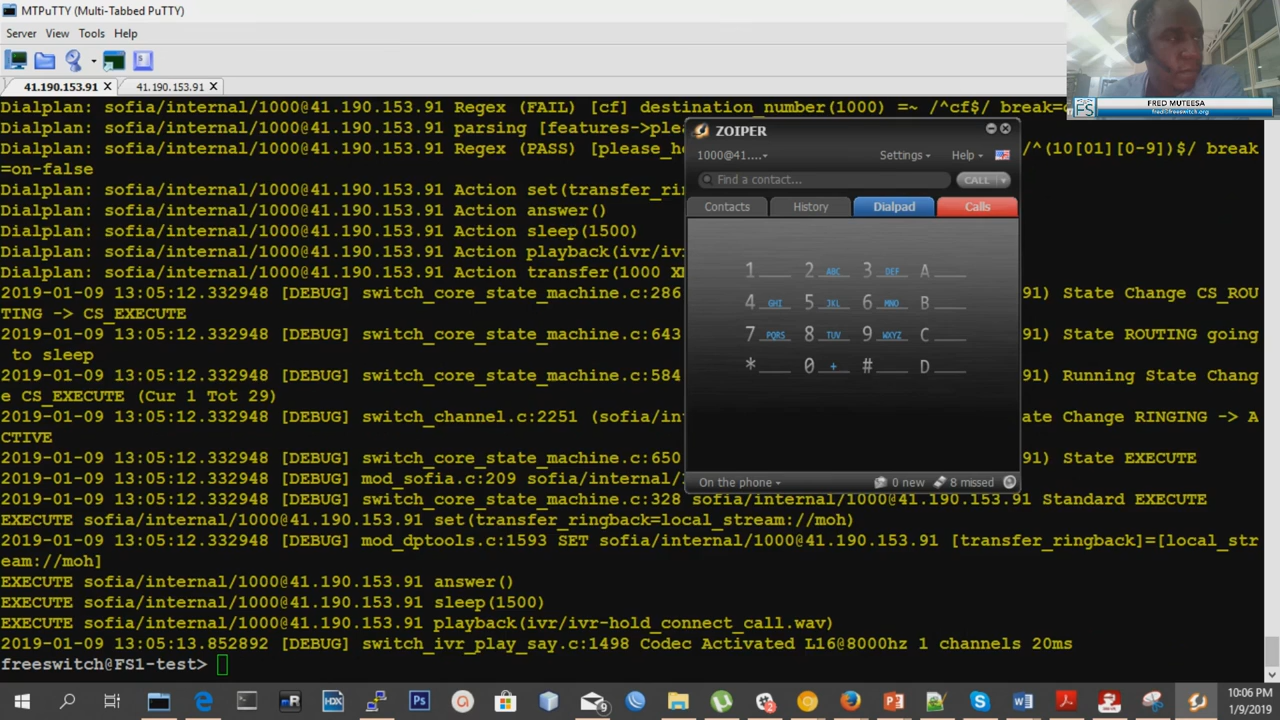 MTPuTTY (Multi-Tabbed PuTTY)
Server View Tools Help
41.190.153.91 41.190.153.91
FRED MUTEESA
fred@freeswitch.org
FS
Dialplan: sofia/internal/1000@41.190.153.91 Regex (FAIL) [cf] destination_number(1000) =~ /^cf$/ break=
Dialplan: sofia/internal/1000@41.190.153.91 parsing [features->plea
Dialplan: sofia/internal/1000@41.190.153.91 Regex (PASS) [please_ho /^(10[01][0-9])$/ break
=on-false
Dialplan: sofia/internal/1000@41.190.153.91 Action set(transfer_rin
Dialplan: sofia/internal/1000@41.190.153.91 Action answer()
Dialplan: sofia/internal/1000@41.190.153.91 Action sleep(1500)
Dialplan: sofia/internal/1000@41.190.153.91 Action playback(ivr/ivr
Dialplan: sofia/internal/1000@41.190.153.91 Action transfer(1000 XM
2019-01-09 13:05:12.332948 [DEBUG] switch_core_state_machine.c:286 91) State Change CS_ROU
TING -> CS_EXECUTE
2019-01-09 13:05:12.332948 [DEBUG] switch_core_state_machine.c:643 91) State ROUTING going
to sleep
2019-01-09 13:05:12.332948 [DEBUG] switch_core_state_machine.c:584 91) Running State Chang
e CS_EXECUTE (Cur 1 Tot 29)
2019-01-09 13:05:12.332948 [DEBUG] switch_channel.c:2251 (sofia/int ate Change RINGING -> A
CTIVE
2019-01-09 13:05:12.332948 [DEBUG] switch_core_state_machine.c:650 91) State EXECUTE
2019-01-09 13:05:12.332948 [DEBUG] mod_sofia.c:209 sofia/internal/1
2019-01-09 13:05:12.332948 [DEBUG] switch_core_state_machine.c:328 sofia/internal/1000@41.190.153.91 Standard EXECUTE
EXECUTE sofia/internal/1000@41.190.153.91 set(transfer_ringback=local_stream://moh)
2019-01-09 13:05:12.332948 [DEBUG] mod_dptools.c:1593 SET sofia/internal/1000@41.190.153.91 [transfer_ringback]=[local_str
eam://moh]
EXECUTE sofia/internal/1000@41.190.153.91 answer()
EXECUTE sofia/internal/1000@41.190.153.91 sleep(1500)
EXECUTE sofia/internal/1000@41.190.153.91 playback(ivr/ivr-hold_connect_call.wav)
2019-01-09 13:05:13.852892 [DEBUG] switch_ivr_play_say.c:1498 Codec Activated L16@8000hz 1 channels 20ms
freeswitch@FS1-test>
ZOIPER
1000@41.... Settings Help
Find a contact... CALL
Contacts History Dialpad Calls
1 2 ABC 3 DEF A
4 GHI 5 JKL 6 MNO B
7 PQRS 8 TUV 9 WXYZ C
* 0 + # D
On the phone 0 new 8 missed
10:06 PM
1/9/2019